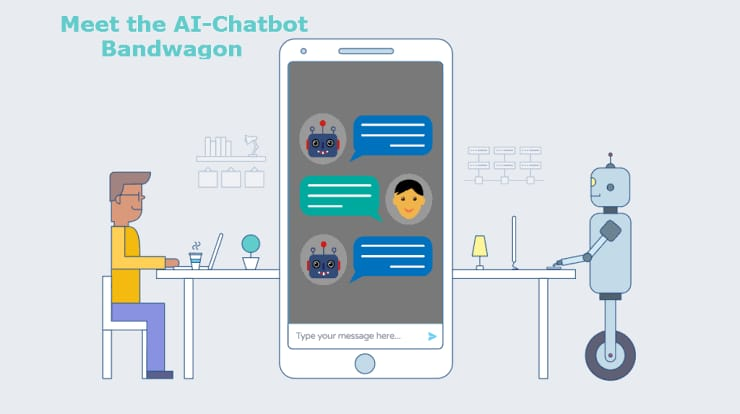 Meet the AI-Chatbot
Bandwagon
Type your message here...